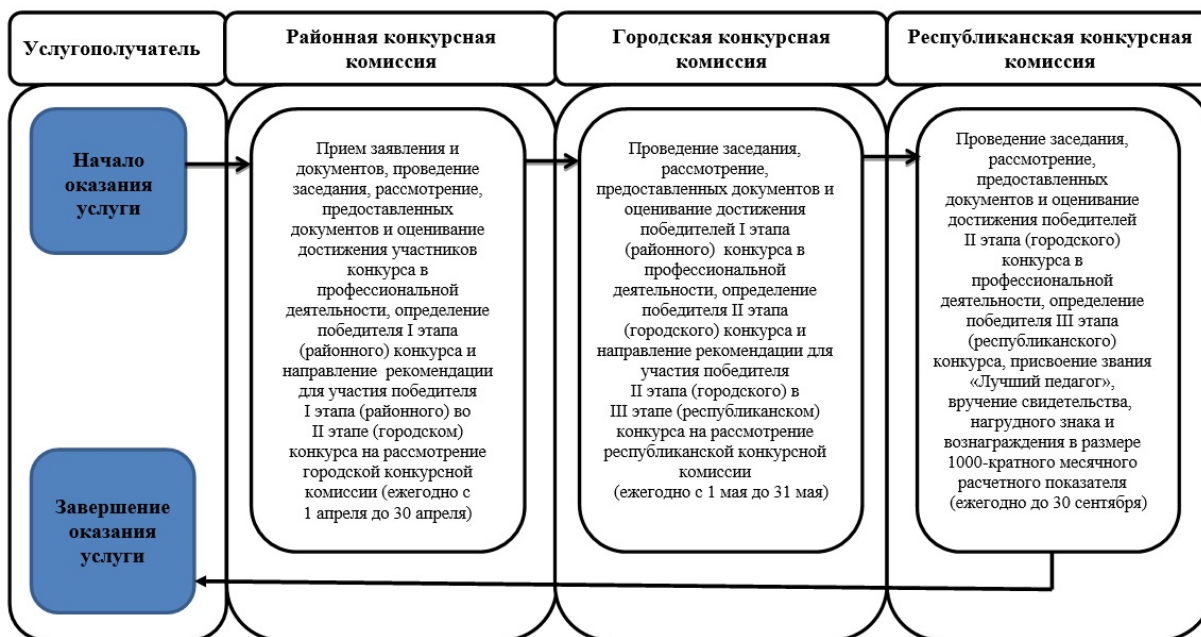 Услугополучатель
Районная конкурсная
комиссия
Городская конкурсная
комиссия
Республиканская конкурсная
комиссия
Начало
оказания
услуги
Прием заявления и
документов, проведение
заседания, рассмотрение,
предоставленных
документов и оценивание
достижения участников
конкурса в
профессиональной
деятельности, определение
победителя I этапа
(районного) конкурса и
направление рекомендации
для участия победителя
I этапа (районного) во
II этапе (городском)
конкурса на рассмотрение
городской конкурсной
комиссии (ежегодно с
1 апреля до 30 апреля)
Проведение заседания,
рассмотрение,
предоставленных документов и
оценивание достижения
победителей I этапа
(районного) конкурса в
профессиональной
деятельности, определение
победителя II этапа
(городского) конкурса и
направление рекомендации для
участия победителя
II этапа (городского) в
III этапе (республиканском)
конкурса на рассмотрение
республиканской конкурсной
комиссии
(ежегодно с 1 мая до 31 мая)
Проведение заседания,
рассмотрение,
предоставленных
документов и оценивание
достижения победителей
II этапа (городского)
конкурса в
профессиональной
деятельности, определение
победителя III этапа
(республиканского)
конкурса, присвоение звания
«Лучший педагог»,
вручение свидетельства,
нагрудного знака и
вознаграждения в размере
1000-кратного месячного
расчетного показателя
(ежегодно до 30 сентября)
Завершение
оказания
услуги